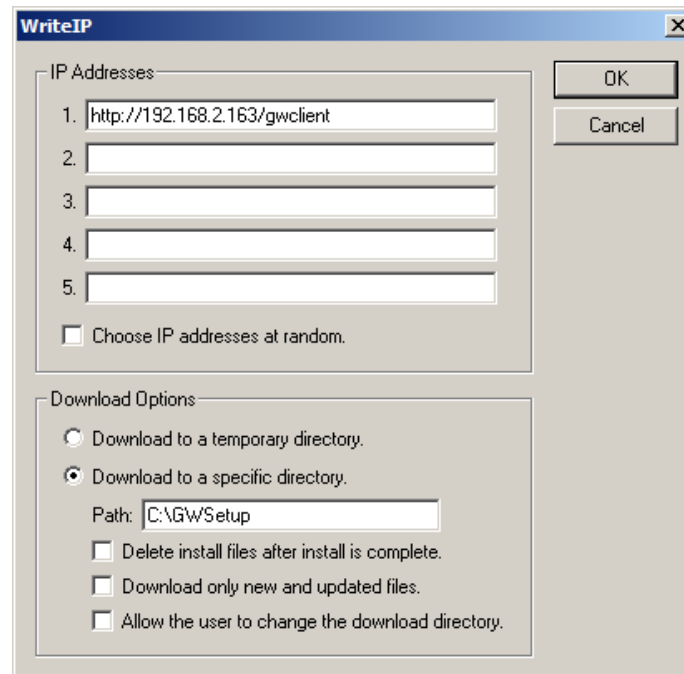 WriteIP
IP Addresses
OK
1. http://192.168.2.163/gwclient
Cancel
2.
3.
4.
5.
Choose IP addresses at random.
Download Options
Download to a temporary directory.
Download to a specific directory.
Path: C:\GWSetup
Delete install files after install is complete.
Download only new and updated files.
Allow the user to change the download directory.